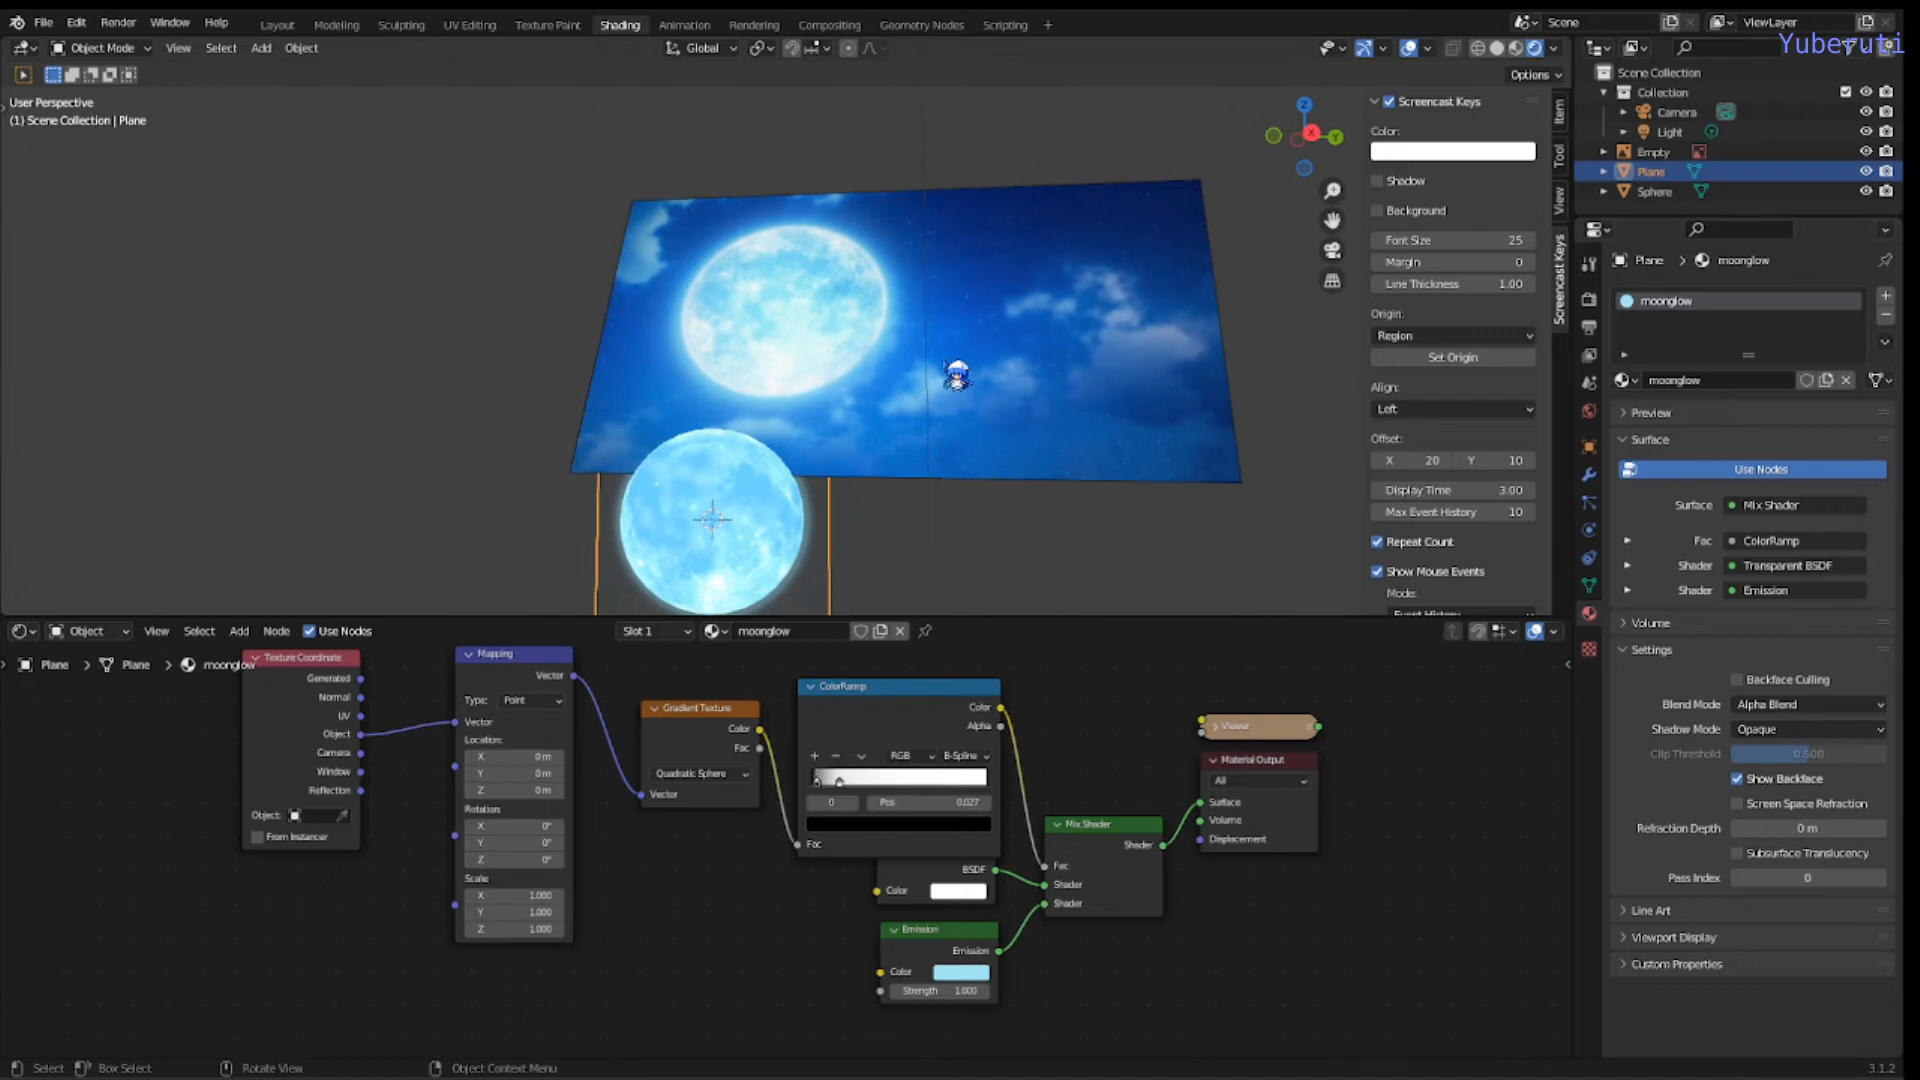 File Edit Render Window Help
Layout Modeling Sculpting UV Editing Texture Paint Shading Animation Rendering Compositing Geometry Nodes Scripting +
Scene ViewLayer
Object Mode View Select Add Object
Global
Yuberuti
Options
User Perspective
(1) Scene Collection | Plane
Z
X
Y
Screencast Keys
Color:
Shadow
Background
Font Size 25
Margin 0
Line Thickness 1.00
Origin:
Region
Set Origin
Align:
Left
Offset:
X 20 Y 10
Display Time 3.00
Max Event History 10
Repeat Count
Show Mouse Events
Mode:
Event History
Item
Tool
View
Screencast Keys
Scene Collection
Collection
Camera
Light
Empty
Plane
Sphere
Plane > moonglow
moonglow
moonglow
Preview
Surface
Use Nodes
Surface Mix Shader
Fac ColorRamp
Shader Transparent BSDF
Shader Emission
Volume
Settings
Backface Culling
Blend Mode Alpha Blend
Shadow Mode Opaque
Clip Threshold 0.500
Show Backface
Screen Space Refraction
Refraction Depth 0 m
Subsurface Translucency
Pass Index 0
Line Art
Viewport Display
Custom Properties
Object View Select Add Node Use Nodes
Slot 1 moonglow
Plane > Plane > moonglow
Texture Coordinate
Generated
Normal
UV
Object
Camera
Window
Reflection
Object:
From Instancer
Mapping
Vector
Type: Point
Vector
Location:
X 0 m
Y 0 m
Z 0 m
Rotation:
X 0°
Y 0°
Z 0°
Scale:
X 1.000
Y 1.000
Z 1.000
Gradient Texture
Color
Fac
Quadratic Sphere
Vector
ColorRamp
Color
Alpha
+ − RGB B-Spline
0 Pos 0.027
Fac
BSDF
Color
Emission
Emission
Color
Strength 1.000
Mix Shader
Shader
Fac
Shader
Shader
Viewer
Material Output
All
Surface
Volume
Displacement
Select Box Select Rotate View Object Context Menu
3.1.2